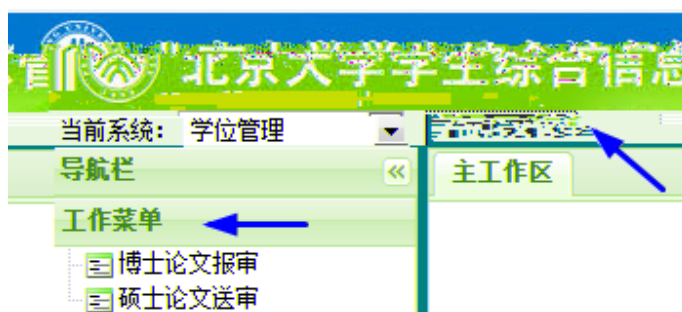 北京大学学生综合信息
当前系统： 学位管理
导航栏
主工作区
工作菜单
博士论文报审
硕士论文送审